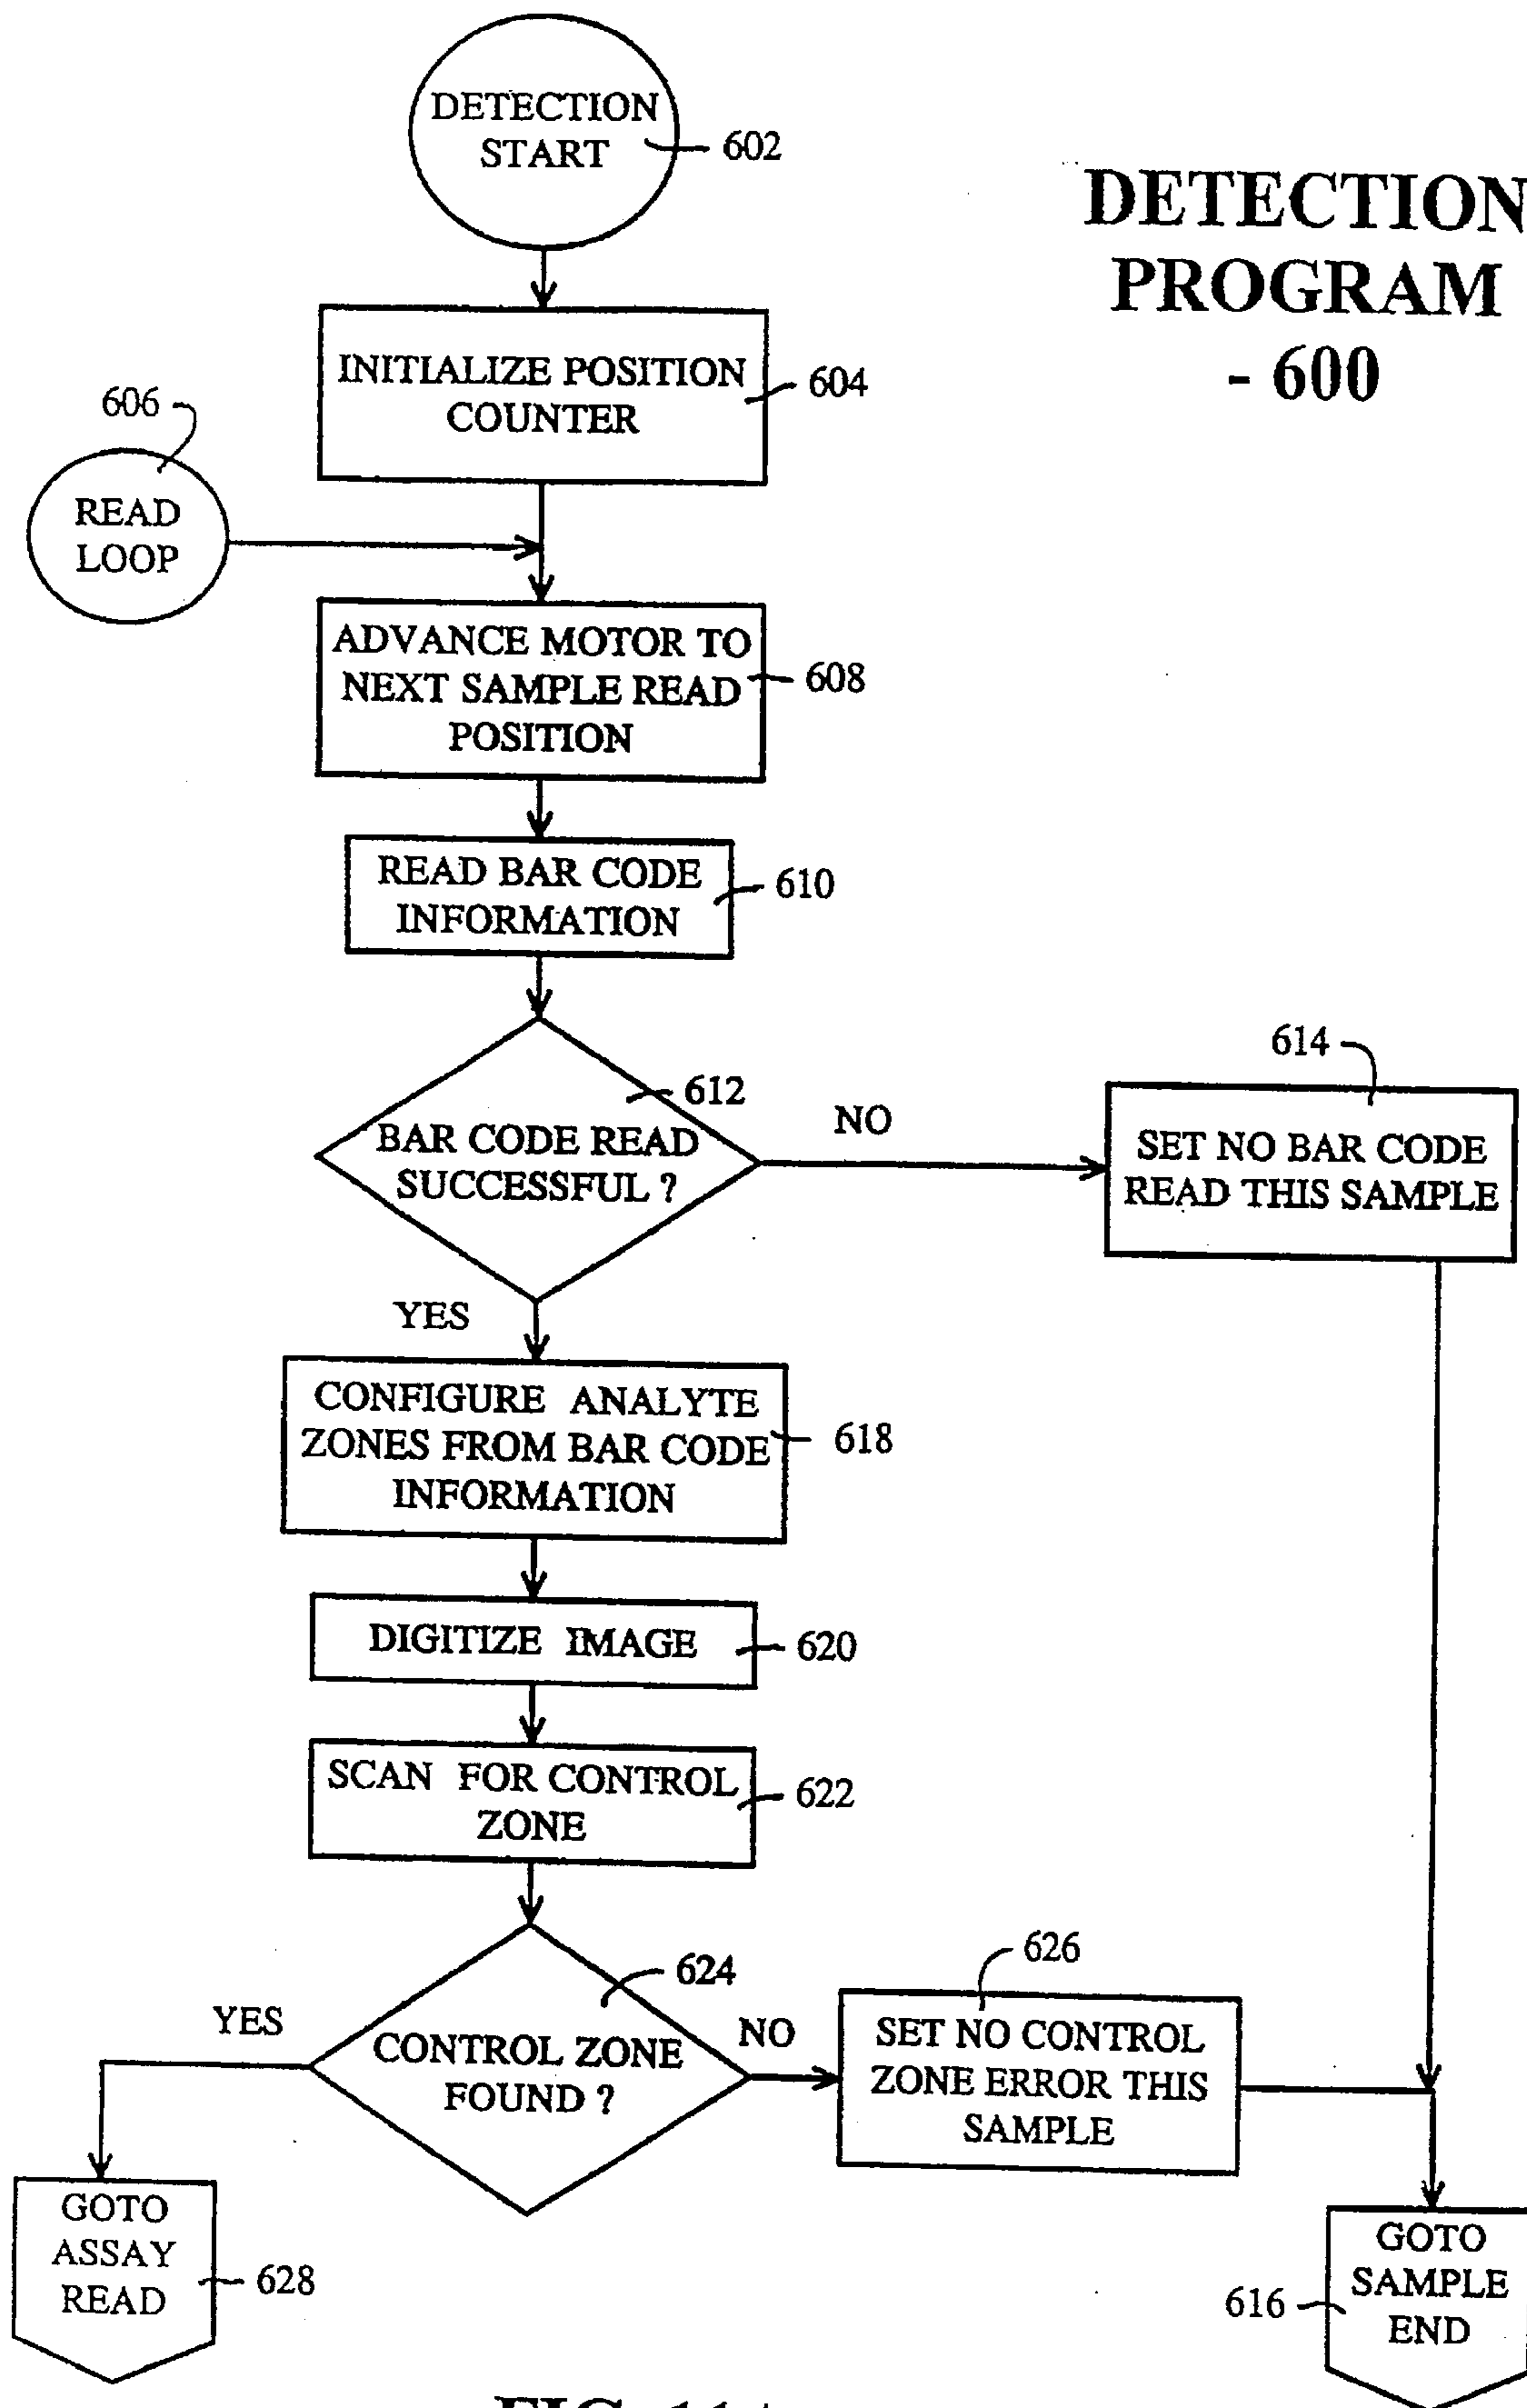 DETECTION
START
602
DETECTION
PROGRAM
- 600
INITIALIZE POSITION
COUNTER
604
606
READ
LOOP
ADVANCE MOTOR TO
NEXT SAMPLE READ
POSITION
608
READ BAR CODE
INFORMATION
610
612
BAR CODE READ
SUCCESSFUL ?
NO
614
SET NO BAR CODE
READ THIS SAMPLE
YES
CONFIGURE ANALYTE
ZONES FROM BAR CODE
INFORMATION
618
DIGITIZE IMAGE
620
SCAN FOR CONTROL
ZONE
622
624
CONTROL ZONE
FOUND ?
YES
NO
626
SET NO CONTROL
ZONE ERROR THIS
SAMPLE
GOTO
ASSAY
READ
628
GOTO
SAMPLE
END
616